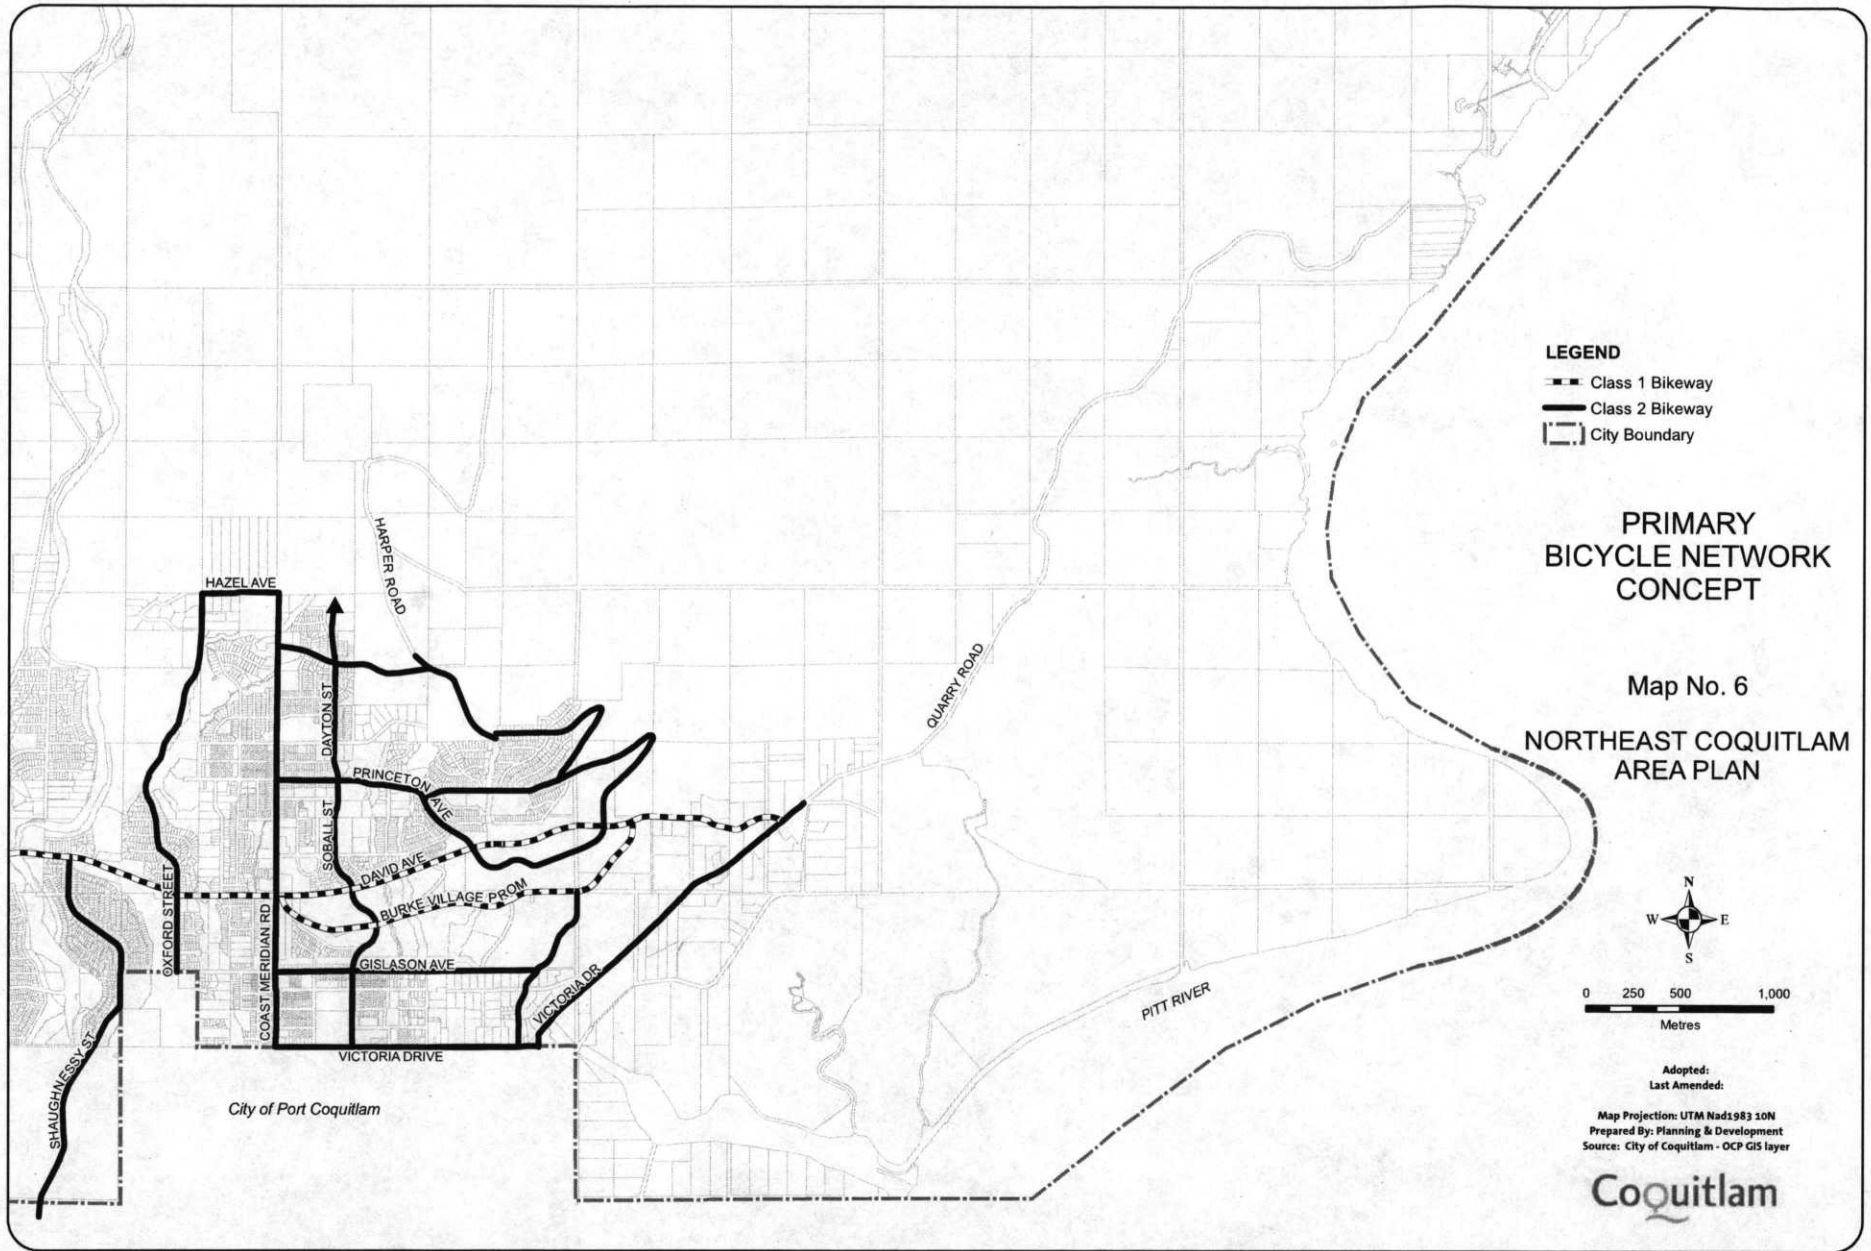 LEGEND
Class 1 Bikeway
Class 2 Bikeway
City Boundary
PRIMARY
BICYCLE NETWORK
CONCEPT
Map No. 6
NORTHEAST COQUITLAM
AREA PLAN
N
W E
S
0 250 500 1,000
Metres
Adopted:
Last Amended:
Map Projection: UTM Nad1983 10N
Prepared By: Planning & Development
Source: City of Coquitlam - OCP GIS layer
Coquitlam
HARPER ROAD
HAZEL AVE
QUARRY ROAD
DAYTON ST
PRINCETON AVE
SOBALL ST
DAVID AVE
BURKE VILLAGE PROM
OXFORD STREET
COAST MERIDIAN RD
GISLASON AVE
VICTORIA DR
PITT RIVER
SHAUGHNESSY ST
VICTORIA DRIVE
City of Port Coquitlam